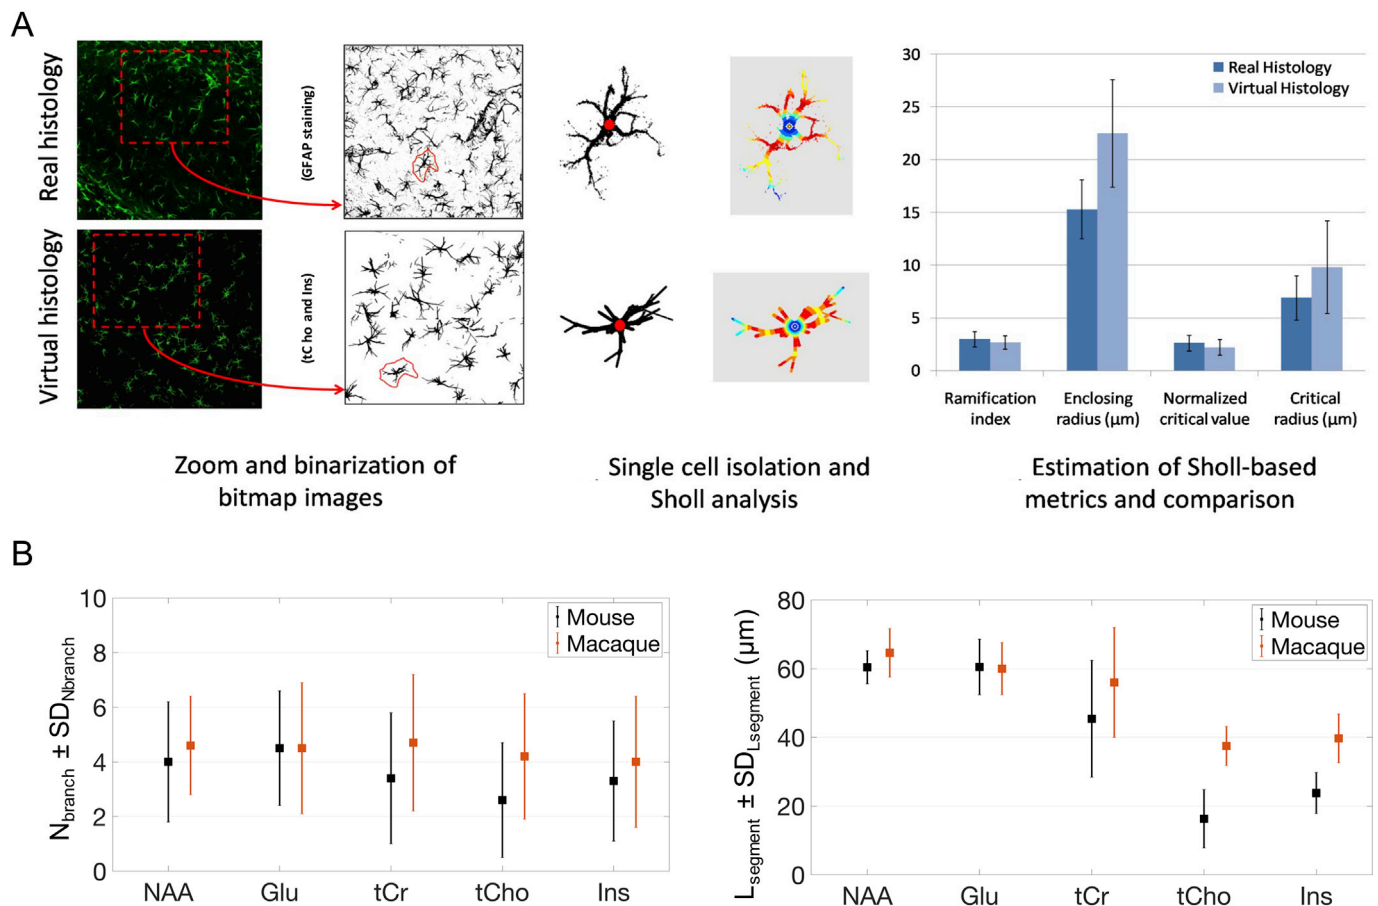 A
Real histology
(GFAP staining)
Virtual histology
(tC ho and Ins)
30
25
20
15
10
5
0
Real Histology
Virtual Histology
Ramification
index
Enclosing
radius (μm)
Normalized
critical value
Critical
radius (μm)
Zoom and binarization of
bitmap images
Single cell isolation and
Sholl analysis
Estimation of Sholl-based
metrics and comparison
B
Nbranch ± SDNbranch
10
8
6
4
2
0
Mouse
Macaque
NAA
Glu
tCr
tCho
Ins
Lsegment ± SDLsegment (μm)
80
60
40
20
0
Mouse
Macaque
NAA
Glu
tCr
tCho
Ins